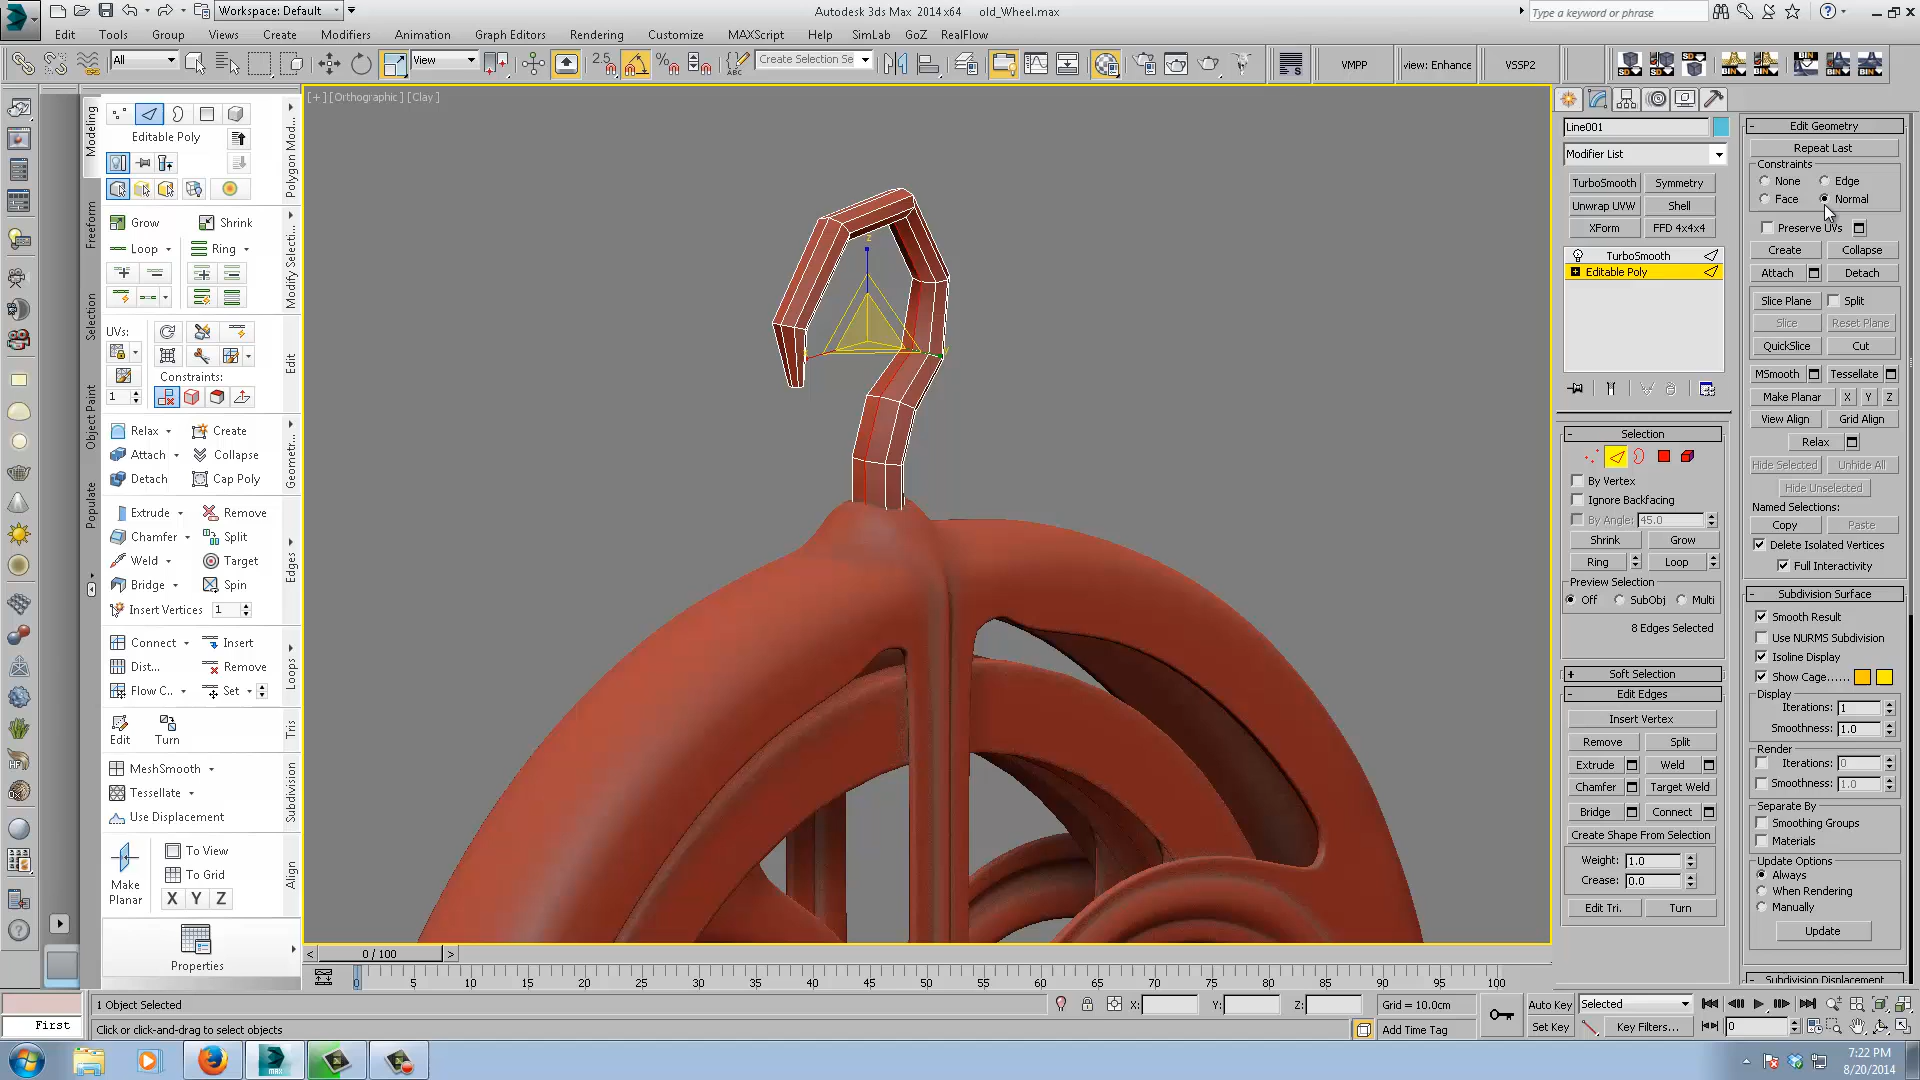 Workspace: Default
Autodesk 3ds Max 2014 x64 old_Wheel.max
Type a keyword or phrase
Edit Tools Group Views Create Modifiers Animation Graph Editors Rendering Customize MAXScript Help SimLab GoZ RealFlow
All View 2.5 Create Selection Se VMPP view: Enhance VSSP2
Modeling
Freeform
Selection
Object Paint
Populate
Editable Poly
Grow Shrink
Loop Ring
UVs:
Constraints:
1
Relax Create
Attach Collapse
Detach Cap Poly
Extrude Remove
Chamfer Split
Weld Target
Bridge Spin
Insert Vertices 1
Connect Insert
Dist... Remove
Flow C.. Set
Edit Turn
MeshSmooth
Tessellate
Use Displacement
Make Planar
To View
To Grid
X Y Z
Properties
Polygon Mod...
Modify Selecti...
Edit
Geometr...
Edges
Loops
Tris
Subdivision
Align
[+] [Orthographic] [Clay]
Line001
Modifier List
TurboSmooth Symmetry
Unwrap UVW Shell
XForm FFD 4x4x4
TurboSmooth
Editable Poly
Selection
By Vertex
Ignore Backfacing
By Angle: 45.0
Shrink Grow
Ring Loop
Preview Selection
Off SubObj Multi
8 Edges Selected
Soft Selection
Edit Edges
Insert Vertex
Remove Split
Extrude Weld
Chamfer Target Weld
Bridge Connect
Create Shape From Selection
Weight: 1.0
Crease: 0.0
Edit Tri. Turn
Edit Geometry
Repeat Last
Constraints
None Edge
Face Normal
Preserve UVs
Create Collapse
Attach Detach
Slice Plane Split
Slice Reset Plane
QuickSlice Cut
MSmooth Tessellate
Make Planar X Y Z
View Align Grid Align
Relax
Hide Selected Unhide All
Hide Unselected
Named Selections:
Copy Paste
Delete Isolated Vertices
Full Interactivity
Subdivision Surface
Smooth Result
Use NURMS Subdivision
Isoline Display
Show Cage......
Display
Iterations: 1
Smoothness: 1.0
Render
Iterations: 0
Smoothness: 1.0
Separate By
Smoothing Groups
Materials
Update Options
Always
When Rendering
Manually
Update
Subdivision Displacement
< 0 / 100 >
0 5 10 15 20 25 30 35 40 45 50 55 60 65 70 75 80 85 90 95 100
1 Object Selected X: Y: Z: Grid = 10.0cm Auto Key Selected
First Click or click-and-drag to select objects Add Time Tag Set Key Key Filters... 0
7:22 PM
8/20/2014